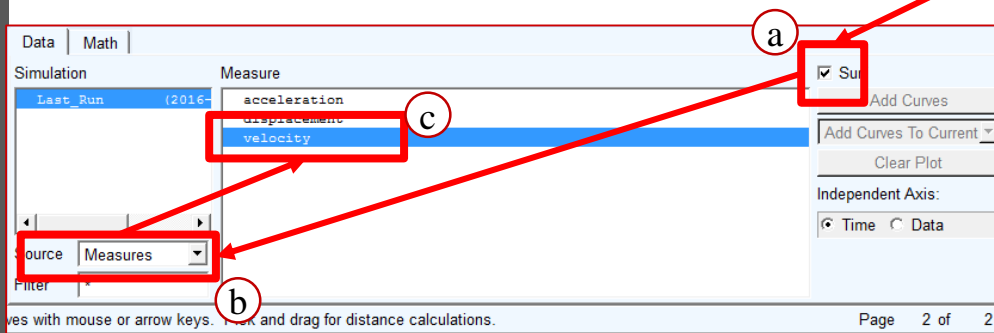 Data Math
a
Simulation Measure Sur
Last_Run (2016- acceleration Add Curves
displacement
c
velocity Add Curves To Current
Clear Plot
Independent Axis:
Time Data
Source Measures
Filter *
b
ves with mouse or arrow keys. and drag for distance calculations. Page 2 of 2